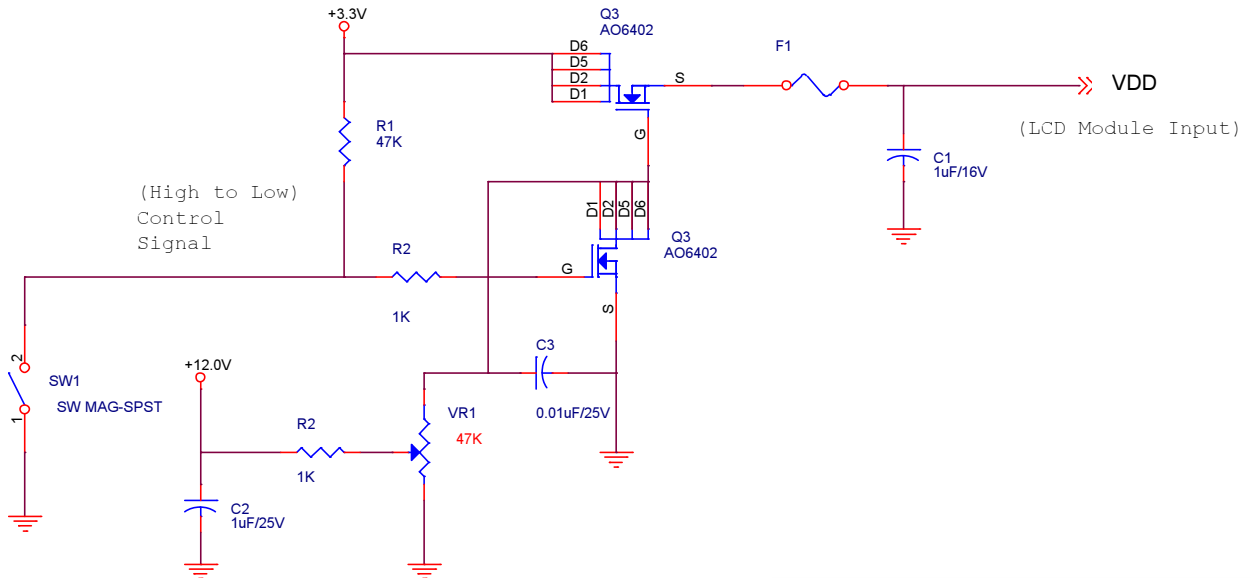 +3.3V
Q3
AO6402
F1
D6
D5
D2
D1
S
G
VDD
(LCD Module Input)
R1
47K
C1
1uF/16V
(High to Low)
Control
Signal
D1
D2
D5
D6
Q3
AO6402
R2
G
1K
S
+12.0V
C3
0.01uF/25V
2
1
SW1
SW MAG-SPST
R2
1K
VR1
47K
C2
1uF/25V